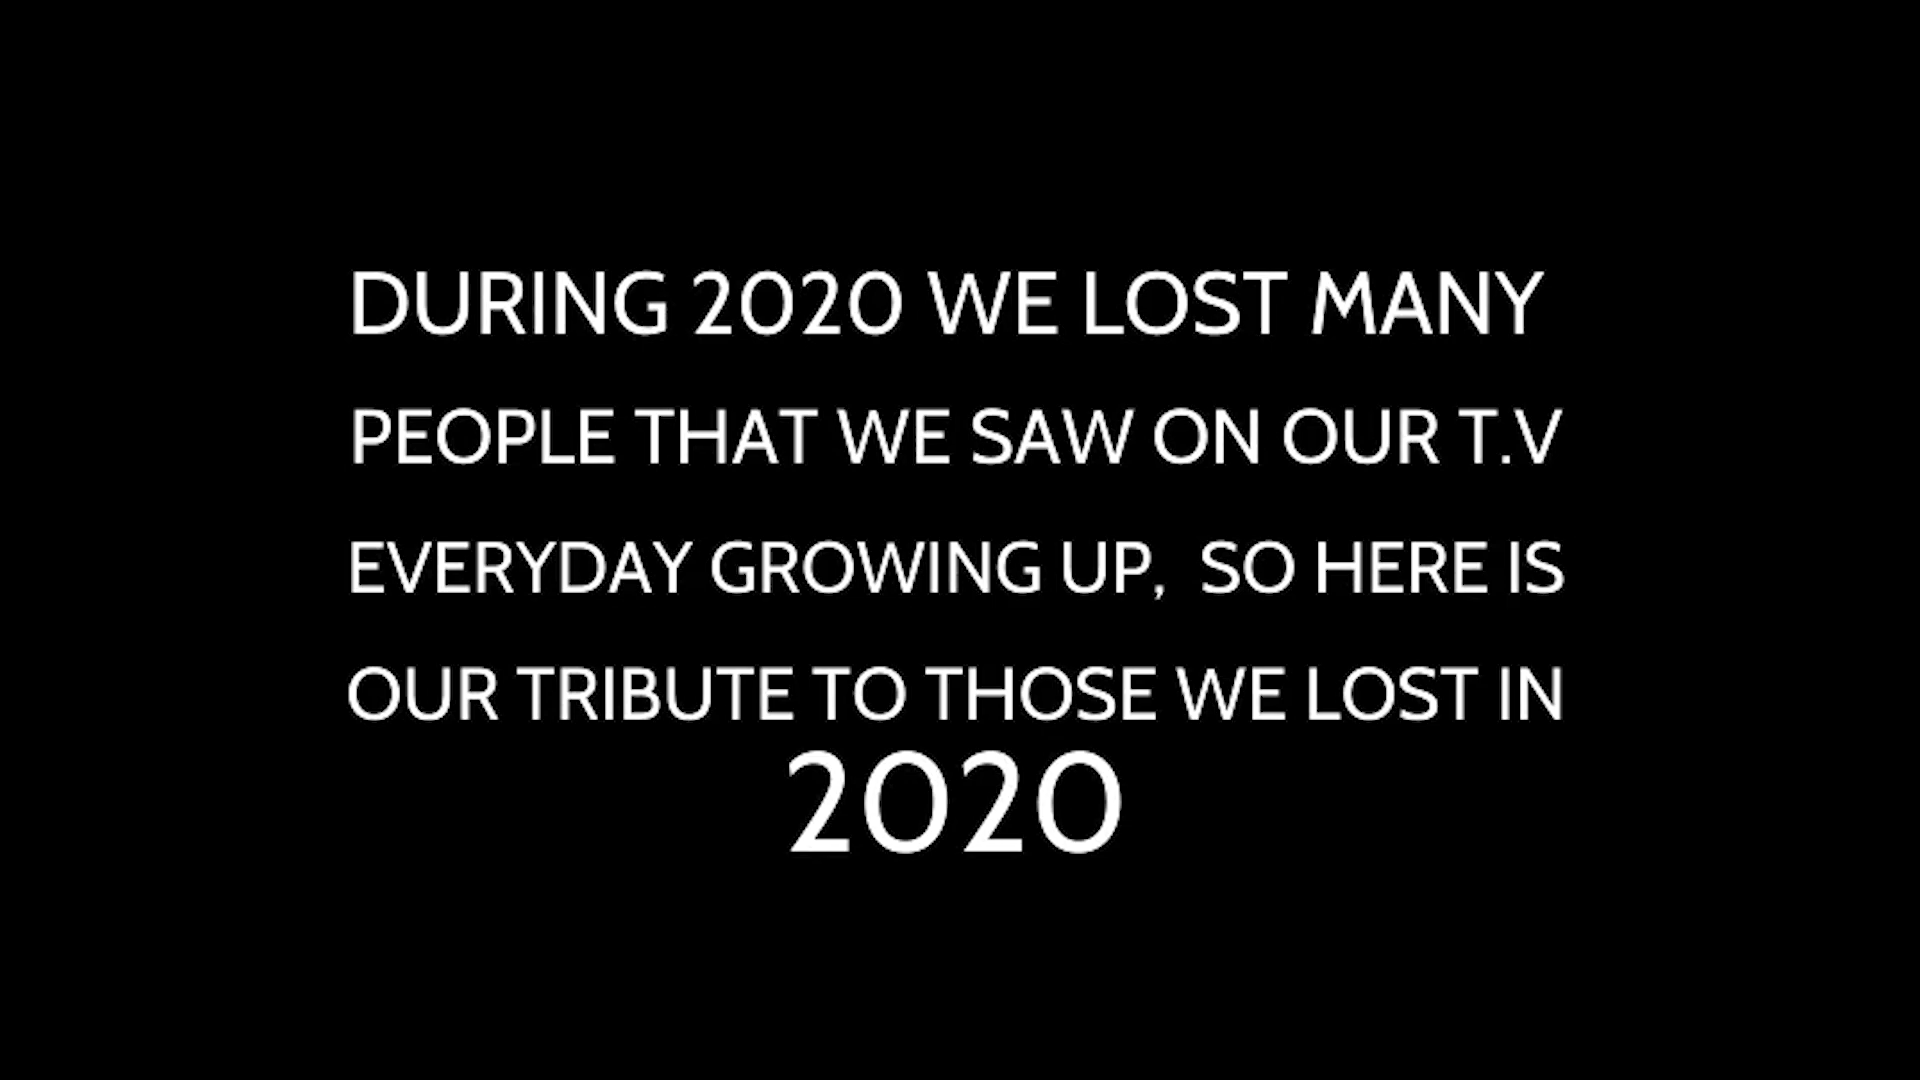 DURING 2020 WE LOST MANY
PEOPLE THAT WE SAW ON OUR T.V
EVERYDAY GROWING UP,  SO HERE IS
OUR TRIBUTE TO THOSE WE LOST IN
2020